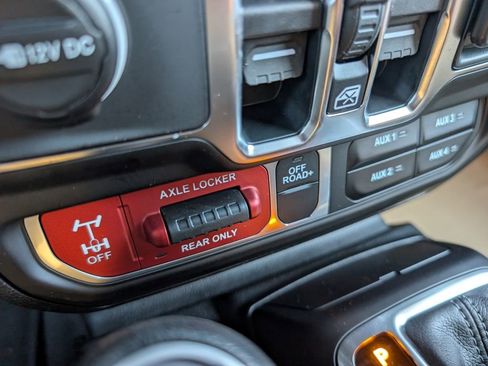 12V DC
AXLE LOCKER
REAR ONLY
OFF
OFF
ROAD+
AUX 1
AUX 2
AUX 3
AUX 4
P